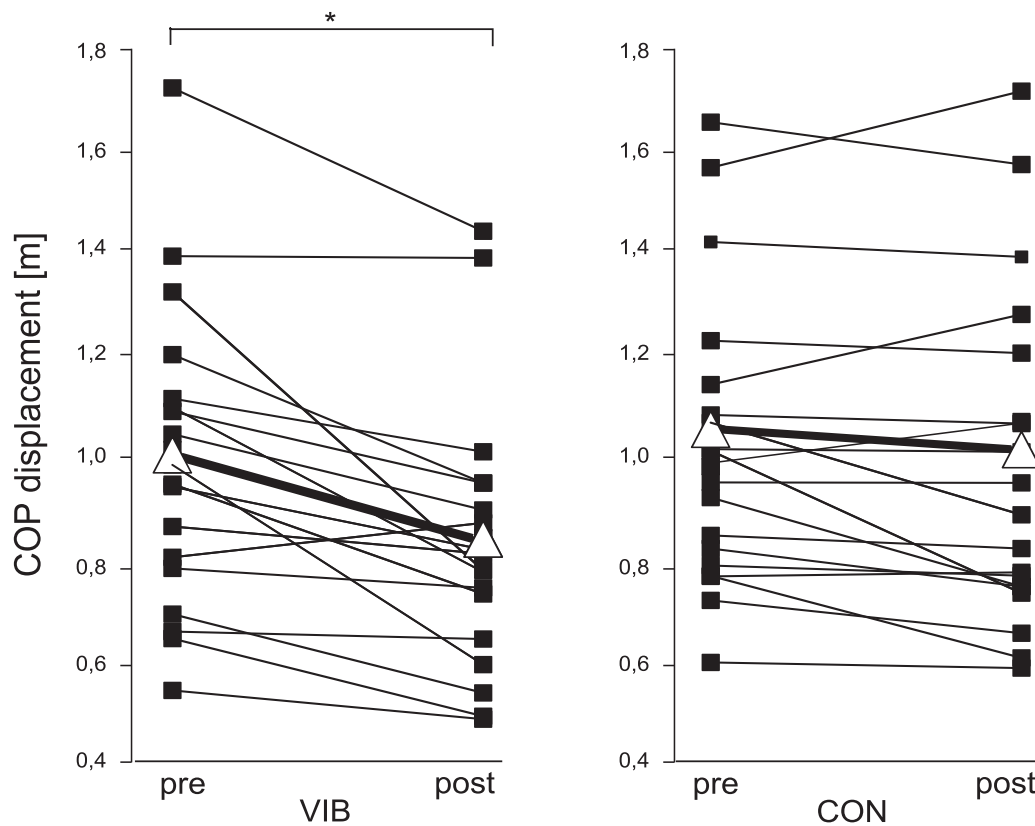 *
1,8
1,6
1,4
1,2
1,0
0,8
0,6
0,4
COP displacement [m]
pre
post
VIB
1,8
1,6
1,4
1,2
1,0
0,8
0,6
0,4
pre
post
CON